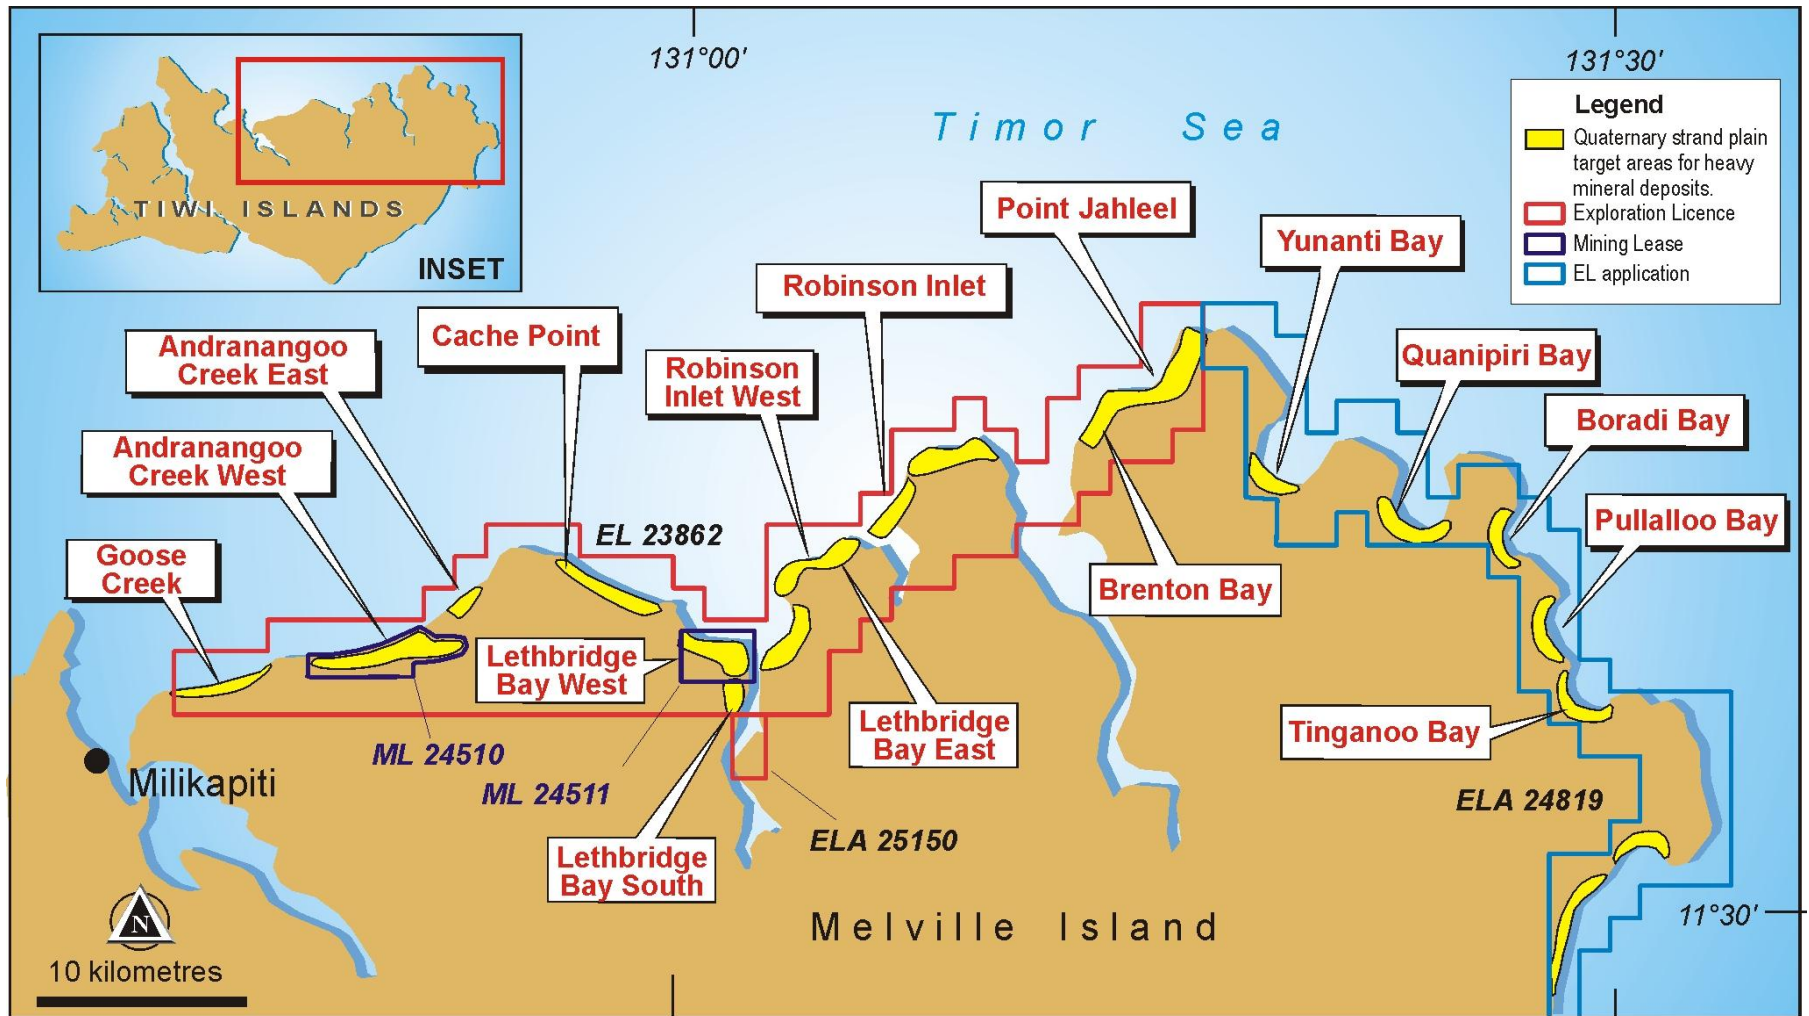 131°00'
131°30'
TIWI ISLANDS
INSET
Timor Sea
Legend
Quaternary strand plain
target areas for heavy
mineral deposits.
Exploration Licence
Mining Lease
EL application
Point Jahleel
Yunanti Bay
Robinson Inlet
Cache Point
Andranangoo
Creek East
Robinson
Inlet West
Quanipiri Bay
Boradi Bay
Andranangoo
Creek West
Pullalloo Bay
EL 23862
Goose
Creek
Brenton Bay
Lethbridge
Bay West
Lethbridge
Bay East
Tinganoo Bay
ML 24510
Milikapiti
ML 24511
ELA 24819
ELA 25150
Lethbridge
Bay South
Melville Island
11°30'
N
10 kilometres